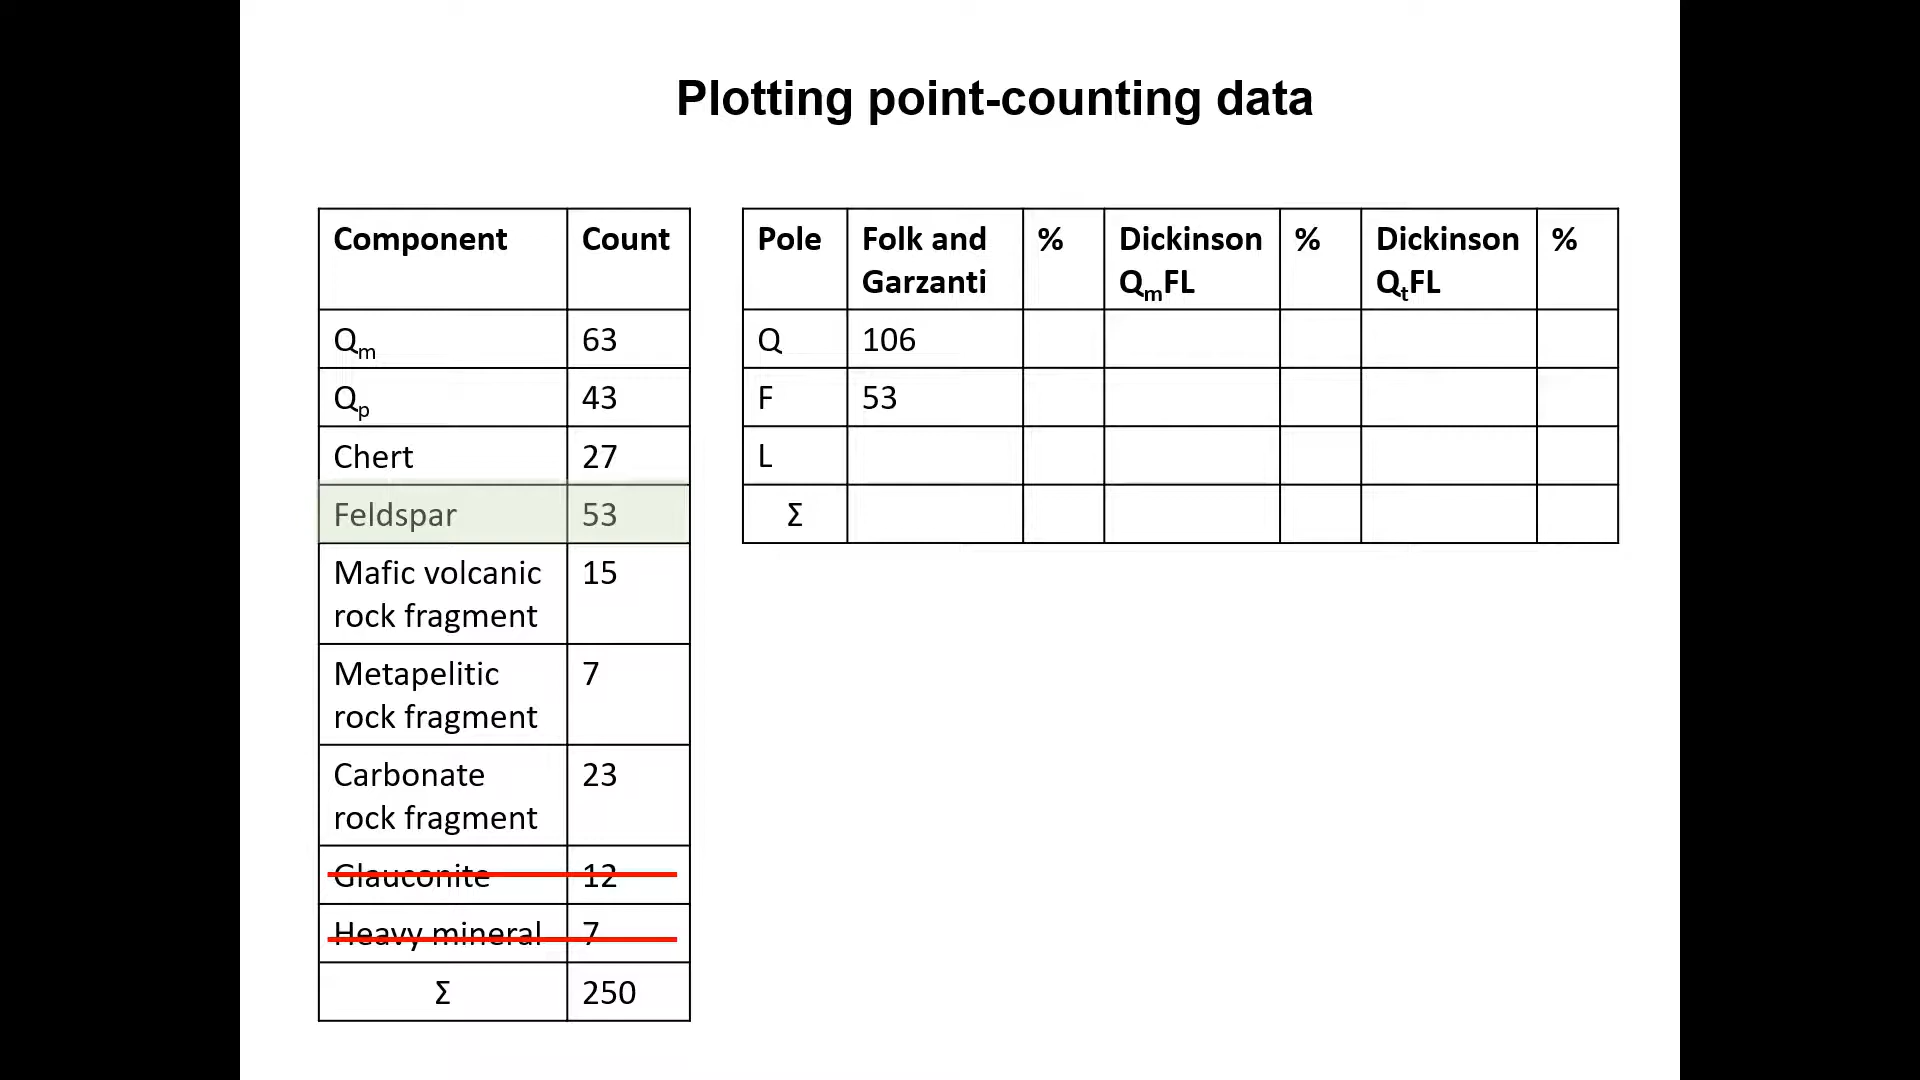 Plotting point-counting data
Component Count
Qm 63
Qp 43
Chert 27
Feldspar 53
Mafic volcanic 15
rock fragment
Metapelitic 7
rock fragment
Carbonate 23
rock fragment
Glauconite 12
Heavy mineral 7
Σ 250
Pole Folk and % Dickinson % Dickinson %
Garzanti QmFL QtFL
Q 106
F 53
L
Σ